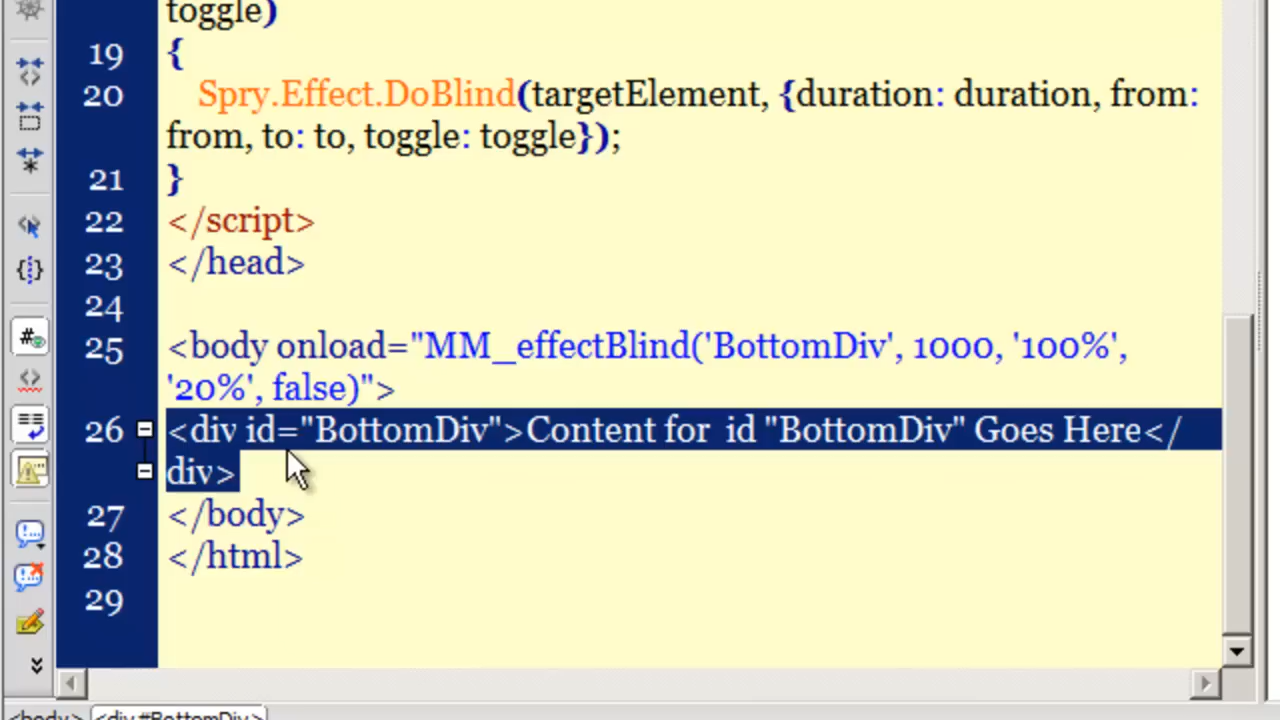 toggle)
19 {
20 Spry.Effect.DoBlind(targetElement, {duration: duration, from:
from, to: to, toggle: toggle});
21 }
22 </script>
23 </head>
24
25 <body onload="MM_effectBlind('BottomDiv', 1000, '100%',
'20%', false)">
26 <div id="BottomDiv">Content for  id "BottomDiv" Goes Here</
div>
27 </body>
28 </html>
29
<body> <div#BottomDiv>